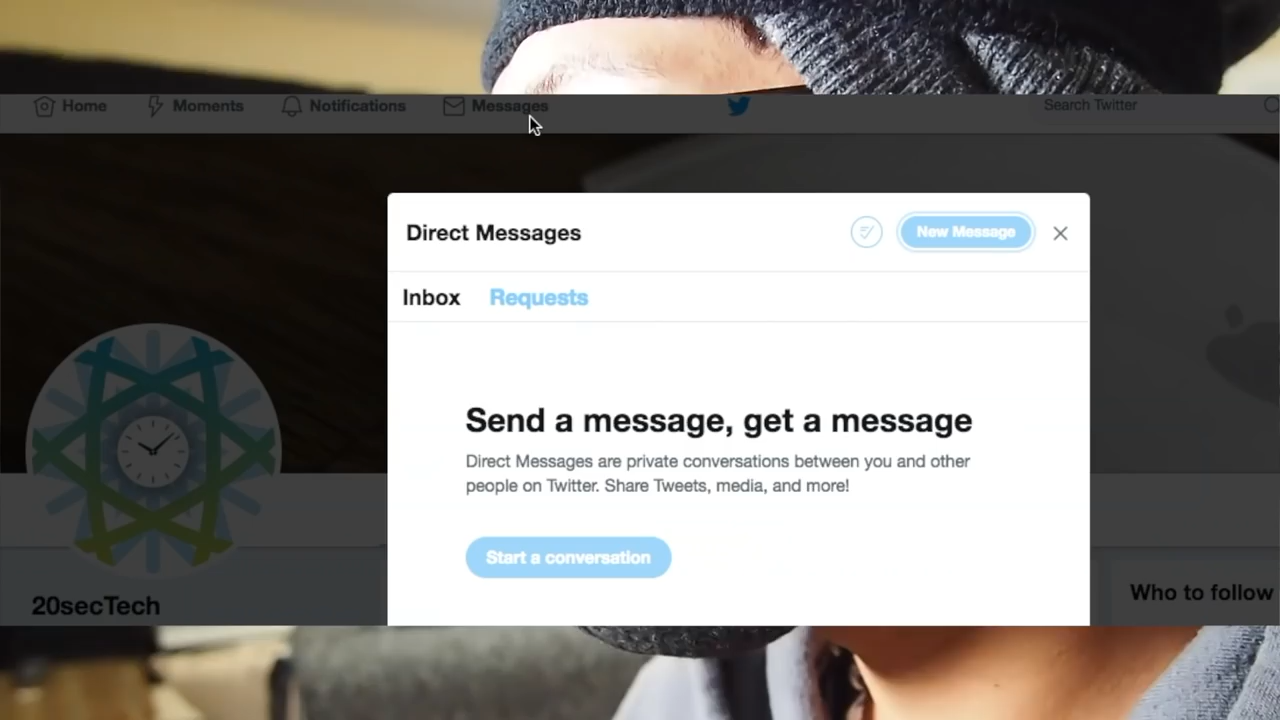 Home Moments Notifications Messages Search Twitter
Direct Messages New Message
Inbox Requests
Send a message, get a message
Direct Messages are private conversations between you and other
people on Twitter. Share Tweets, media, and more!
Start a conversation
20secTech
Who to follow